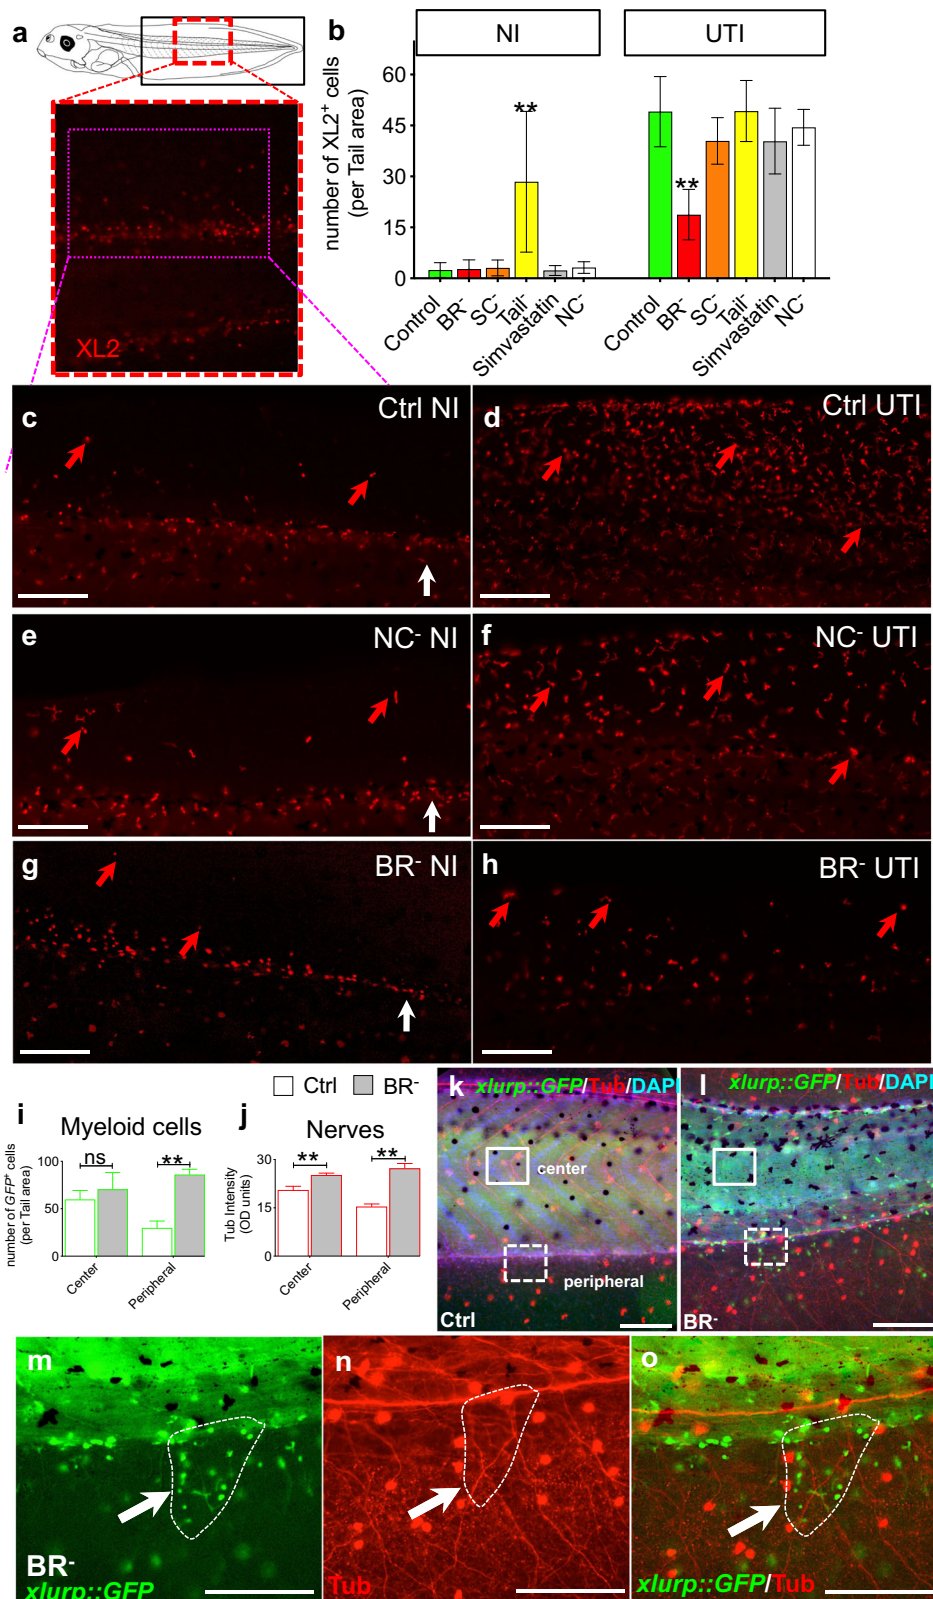 a
XL2
b
NI
UTI
number of XL2⁺ cells
(per Tail area)
60
45
30
15
0
**
**
Control
BR⁻
SC⁻
Tail⁻
Simvastatin
NC⁻
Control
BR⁻
SC⁻
Tail⁻
Simvastatin
NC⁻
c
Ctrl NI
d
Ctrl UTI
e
NC⁻ NI
f
NC⁻ UTI
g
BR⁻ NI
h
BR⁻ UTI
Ctrl
BR⁻
i
Myeloid cells
number of GFP⁺ cells
(per Tail area)
100
50
0
ns
**
Center
Peripheral
j
Nerves
Tub Intensity
(OD units)
30
15
0
**
**
Center
Peripheral
k
xlurp::GFP/Tub/DAPI
center
peripheral
Ctrl
l
xlurp::GFP/Tub/DAPI
BR⁻
m
BR⁻
xlurp::GFP
n
Tub
o
xlurp::GFP/Tub